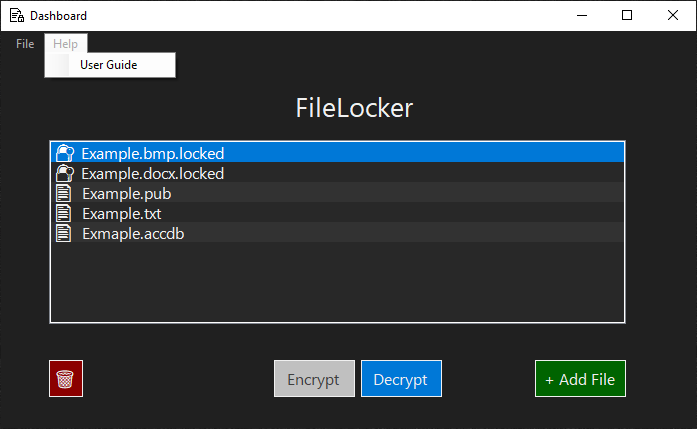 Dashboard
File Help
User Guide
FileLocker
Example.bmp.locked
Example.docx.locked
Example.pub
Example.txt
Exmaple.accdb
Encrypt Decrypt + Add File